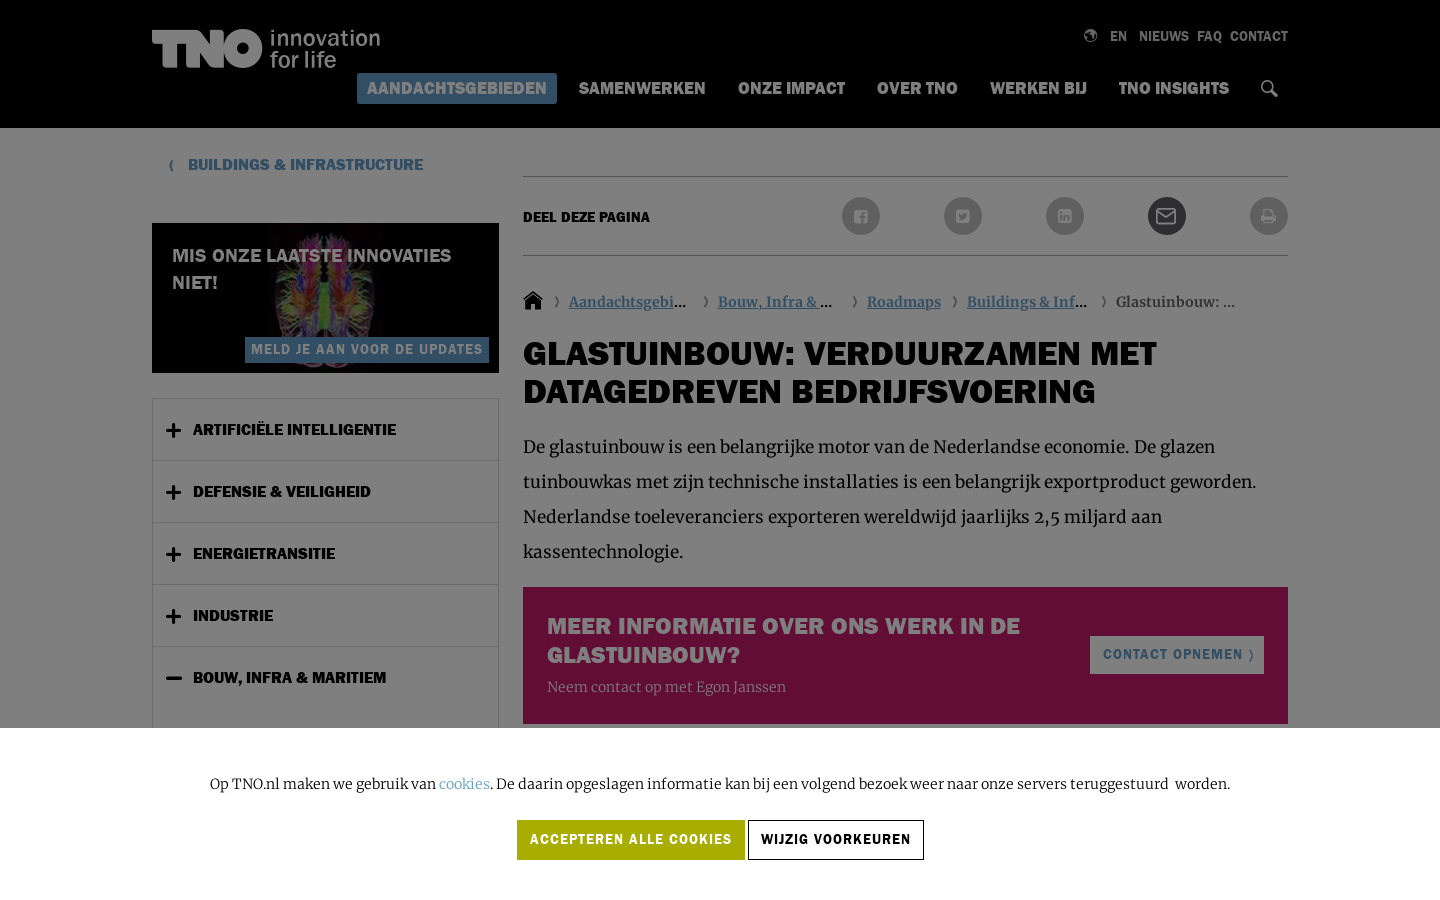 TNO innovation
for life
EN NIEUWS FAQ CONTACT
AANDACHTSGEBIEDEN SAMENWERKEN ONZE IMPACT OVER TNO WERKEN BIJ TNO INSIGHTS
BUILDINGS & INFRASTRUCTURE
MIS ONZE LAATSTE INNOVATIES
NIET!
MELD JE AAN VOOR DE UPDATES
ARTIFICIËLE INTELLIGENTIE
DEFENSIE & VEILIGHEID
ENERGIETRANSITIE
INDUSTRIE
BOUW, INFRA & MARITIEM
DEEL DEZE PAGINA
Aandachtsgebi... Bouw, Infra & ... Roadmaps Buildings & Inf... Glastuinbouw: ...
GLASTUINBOUW: VERDUURZAMEN MET
DATAGEDREVEN BEDRIJFSVOERING
De glastuinbouw is een belangrijke motor van de Nederlandse economie. De glazen
tuinbouwkas met zijn technische installaties is een belangrijk exportproduct geworden.
Nederlandse toeleveranciers exporteren wereldwijd jaarlijks 2,5 miljard aan
kassentechnologie.
MEER INFORMATIE OVER ONS WERK IN DE
GLASTUINBOUW?
Neem contact op met Egon Janssen
CONTACT OPNEMEN
Op TNO.nl maken we gebruik van cookies. De daarin opgeslagen informatie kan bij een volgend bezoek weer naar onze servers teruggestuurd worden.
ACCEPTEREN ALLE COOKIES WIJZIG VOORKEUREN